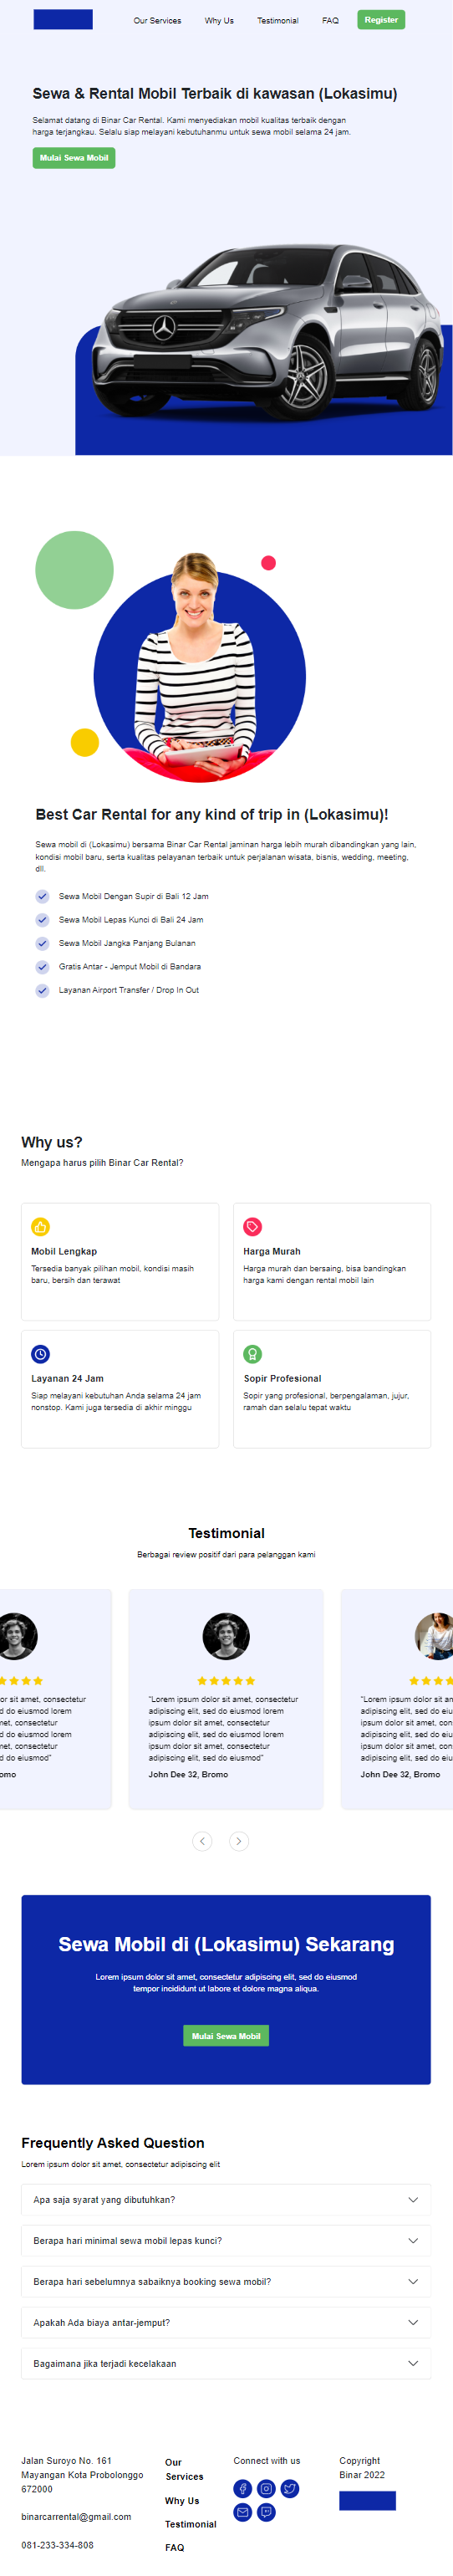 Our Services
Why Us
Testimonial
FAQ
Register
Sewa & Rental Mobil Terbaik di kawasan (Lokasimu)
Selamat datang di Binar Car Rental. Kami menyediakan mobil kualitas terbaik dengan
harga terjangkau. Selalu siap melayani kebutuhanmu untuk sewa mobil selama 24 jam.
Mulai Sewa Mobil
Best Car Rental for any kind of trip in (Lokasimu)!
Sewa mobil di (Lokasimu) bersama Binar Car Rental jaminan harga lebih murah dibandingkan yang lain,
kondisi mobil baru, serta kualitas pelayanan terbaik untuk perjalanan wisata, bisnis, wedding, meeting,
dll.
Sewa Mobil Dengan Supir di Bali 12 Jam
Sewa Mobil Lepas Kunci di Bali 24 Jam
Sewa Mobil Jangka Panjang Bulanan
Gratis Antar - Jemput Mobil di Bandara
Layanan Airport Transfer / Drop In Out
Why us?
Mengapa harus pilih Binar Car Rental?
Mobil Lengkap
Tersedia banyak pilihan mobil, kondisi masih
baru, bersih dan terawat
Harga Murah
Harga murah dan bersaing, bisa bandingkan
harga kami dengan rental mobil lain
Layanan 24 Jam
Siap melayani kebutuhan Anda selama 24 jam
nonstop. Kami juga tersedia di akhir minggu
Sopir Profesional
Sopir yang profesional, berpengalaman, jujur,
ramah dan selalu tepat waktu
Testimonial
Berbagai review positif dari para pelanggan kami
or sit amet, consectetur
d do eiusmod lorem
met, consectetur
d do eiusmod lorem
met, consectetur
d do eiusmod"
omo
"Lorem ipsum dolor sit amet, consectetur
adipiscing elit, sed do eiusmod lorem
ipsum dolor sit amet, consectetur
adipiscing elit, sed do eiusmod lorem
ipsum dolor sit amet, consectetur
adipiscing elit, sed do eiusmod"
John Dee 32, Bromo
"Lorem ipsum dolor sit am
adipiscing elit, sed do eiu
ipsum dolor sit amet, con
adipiscing elit, sed do eiu
ipsum dolor sit amet, con
adipiscing elit, sed do eiu
John Dee 32, Bromo
Sewa Mobil di (Lokasimu) Sekarang
Lorem ipsum dolor sit amet, consectetur adipiscing elit, sed do eiusmod
tempor incididunt ut labore et dolore magna aliqua.
Mulai Sewa Mobil
Frequently Asked Question
Lorem ipsum dolor sit amet, consectetur adipiscing elit
Apa saja syarat yang dibutuhkan?
Berapa hari minimal sewa mobil lepas kunci?
Berapa hari sebelumnya sabaiknya booking sewa mobil?
Apakah Ada biaya antar-jemput?
Bagaimana jika terjadi kecelakaan
Jalan Suroyo No. 161
Mayangan Kota Probolonggo
672000
binarcarrental@gmail.com
081-233-334-808
Our
Services
Why Us
Testimonial
FAQ
Connect with us
Copyright
Binar 2022